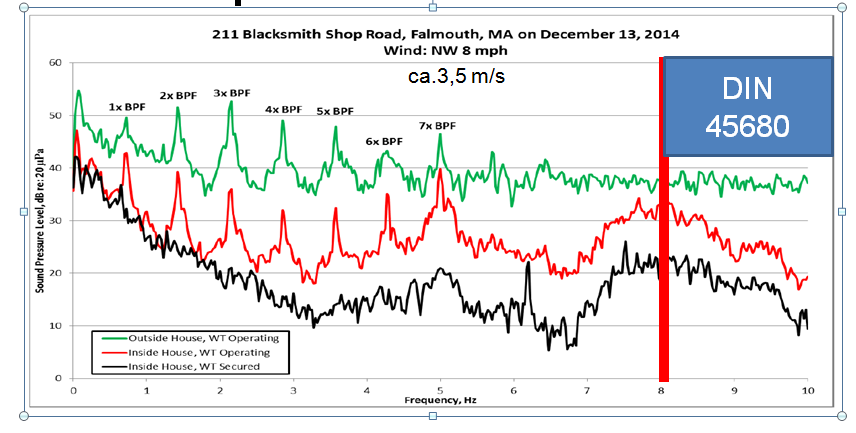 211 Blacksmith Shop Road, Falmouth, MA on December 13, 2014
Wind: NW 8 mph
ca.3,5 m/s
DIN
45680
1x BPF
2x BPF
3x BPF
4x BPF
5x BPF
6x BPF
7x BPF
Sound Pressure Level, dB re: 20 µPa
60
50
40
30
20
10
0
Outside House, WT Operating
Inside House, WT Operating
Inside House, WT Secured
0 1 2 3 4 5 6 7 8 9 10
Frequency, Hz